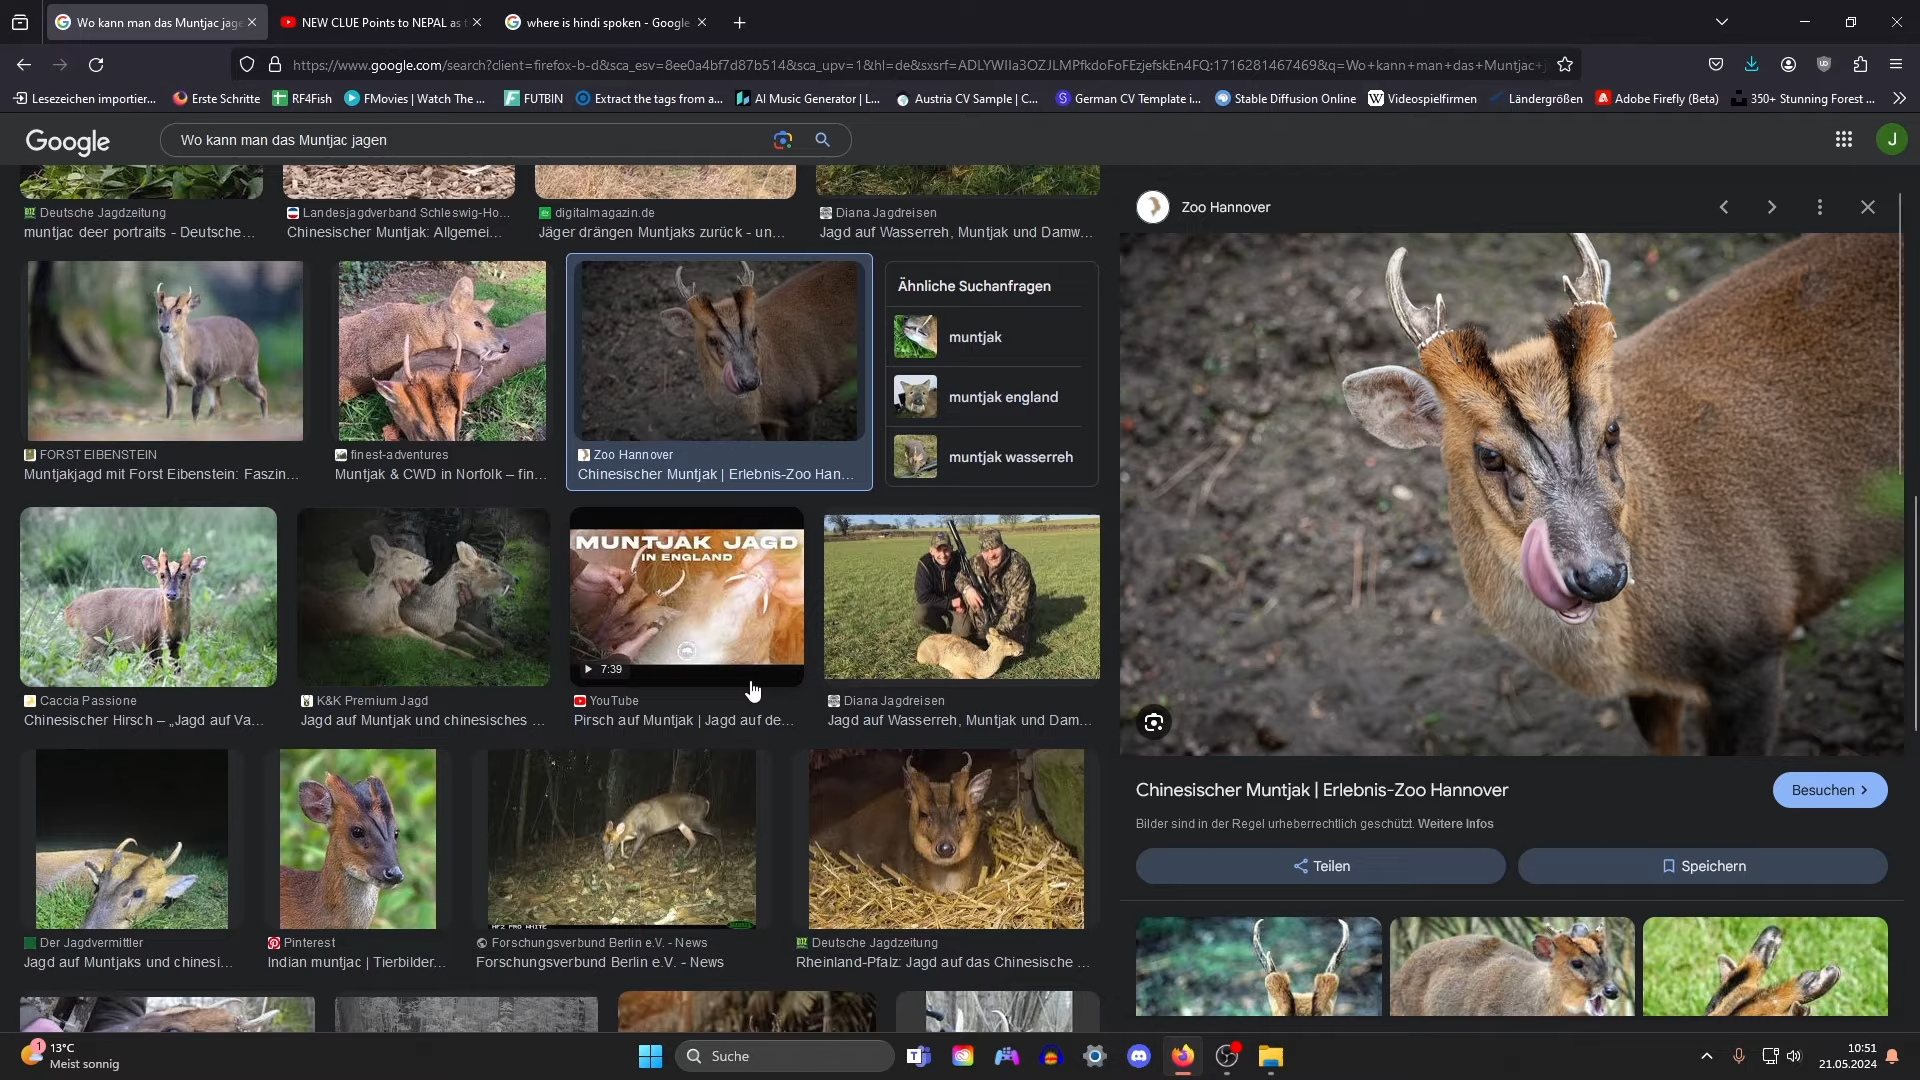 Wo kann man das Muntjac jag
NEW CLUE Points to NEPAL as t
where is hindi spoken - Google
https://www.google.com/search?client=firefox-b-d&sca_esv=8ee0a4bf7d87b514&sca_upv=1&hl=de&sxsrf=ADLYWIIa3OZJLMPfkdoFoFEzjefskEn4FQ:1716281467469&q=Wo+kann+man+das+Muntjac+j
Lesezeichen importier...
Erste Schritte
RF4Fish
FMovies | Watch The ...
FUTBIN
Extract the tags from a...
AI Music Generator | L...
Austria CV Sample | C...
German CV Template i...
Stable Diffusion Online
Videospielfirmen
Ländergrößen
Adobe Firefly (Beta)
350+ Stunning Forest ...
Google
Wo kann man das Muntjac jagen
J
Deutsche Jagdzeitung
muntjac deer portraits - Deutsche...
Landesjagdverband Schleswig-Ho...
Chinesischer Muntjak: Allgemei...
digitalmagazin.de
Jäger drängen Muntjaks zurück - un...
Diana Jagdreisen
Jagd auf Wasserreh, Muntjak und Damw...
Zoo Hannover
FORST EIBENSTEIN
Muntjakjagd mit Forst Eibenstein: Faszin...
finest-adventures
Muntjak & CWD in Norfolk – fin...
Zoo Hannover
Chinesischer Muntjak | Erlebnis-Zoo Han...
Ähnliche Suchanfragen
muntjak
muntjak england
muntjak wasserreh
MUNTJAK JAGD
IN ENGLAND
7:39
Caccia Passione
Chinesischer Hirsch – „Jagd auf Va...
K&K Premium Jagd
Jagd auf Muntjak und chinesisches ...
YouTube
Pirsch auf Muntjak | Jagd auf de...
Diana Jagdreisen
Jagd auf Wasserreh, Muntjak und Dam...
Chinesischer Muntjak | Erlebnis-Zoo Hannover
Besuchen
Bilder sind in der Regel urheberrechtlich geschützt. Weitere Infos
Teilen
Speichern
Der Jagdvermittler
Jagd auf Muntjaks und chinesi...
Pinterest
Indian muntjac | Tierbilder...
Forschungsverbund Berlin e.V. - News
Forschungsverbund Berlin e.V. - News
Deutsche Jagdzeitung
Rheinland-Pfalz: Jagd auf das Chinesische ...
1
13°C
Meist sonnig
Suche
10:51
21.05.2024